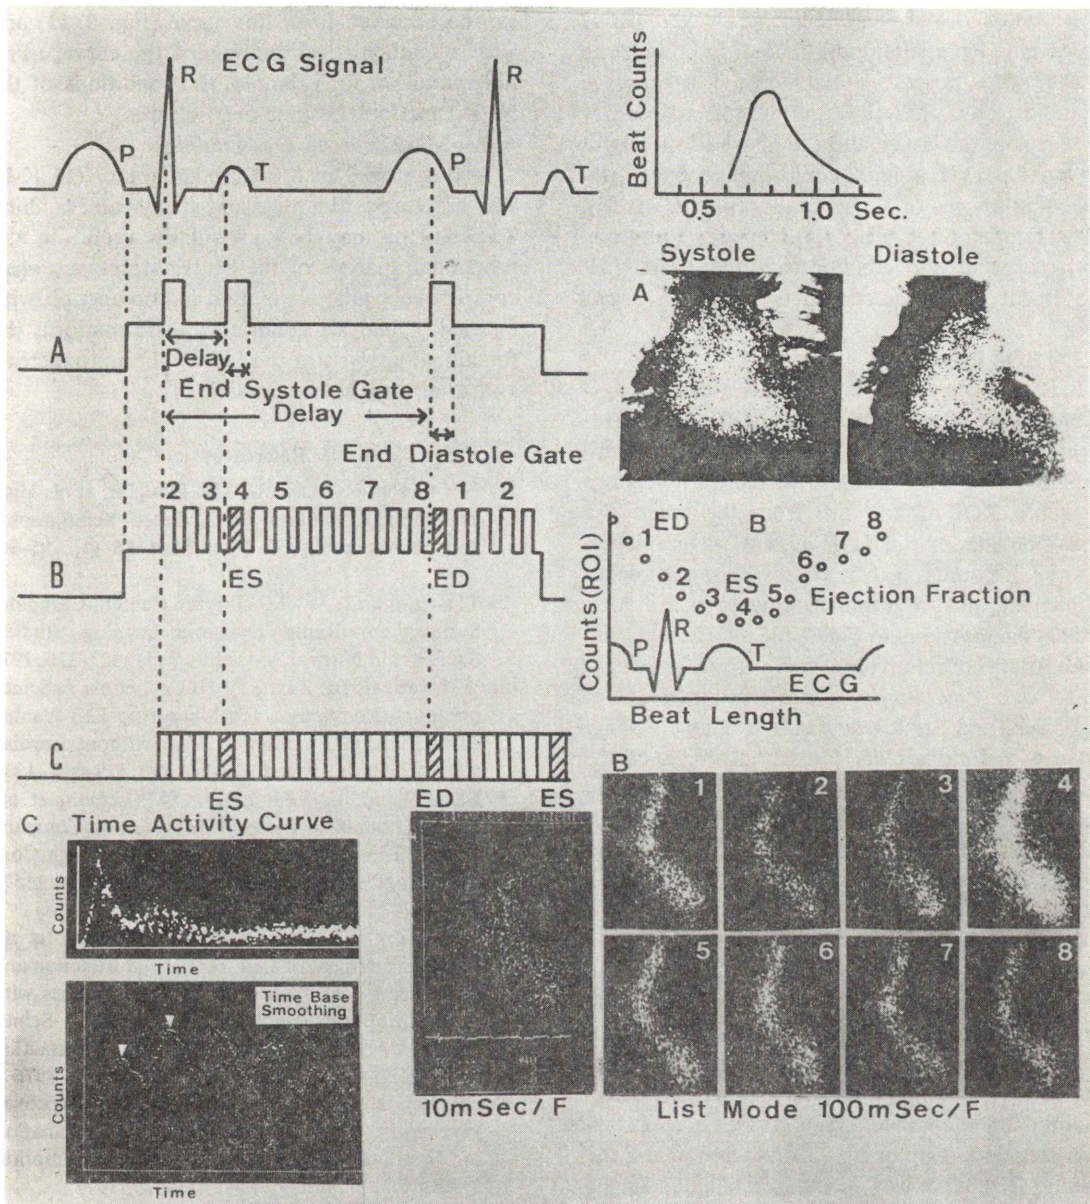 ECG Signal
R
P
T
P
R
T
A
Delay
End Systole Gate
Delay
End Diastole Gate
2 3 4 5 6 7 8 1 2
B
ES
ED
C
ES
ED
ES
Beat Counts
0.5
1.0 Sec.
Systole
Diastole
A
Counts (ROI)
ED
B
1
2
3
ES
4
5
6
7
8
Ejection Fraction
P
R
T
ECG
Beat Length
C Time Activity Curve
Counts
Time
Time Base
Smoothing
Counts
Time
10mSec/F
B
1
2
3
4
5
6
7
8
List Mode 100mSec/F